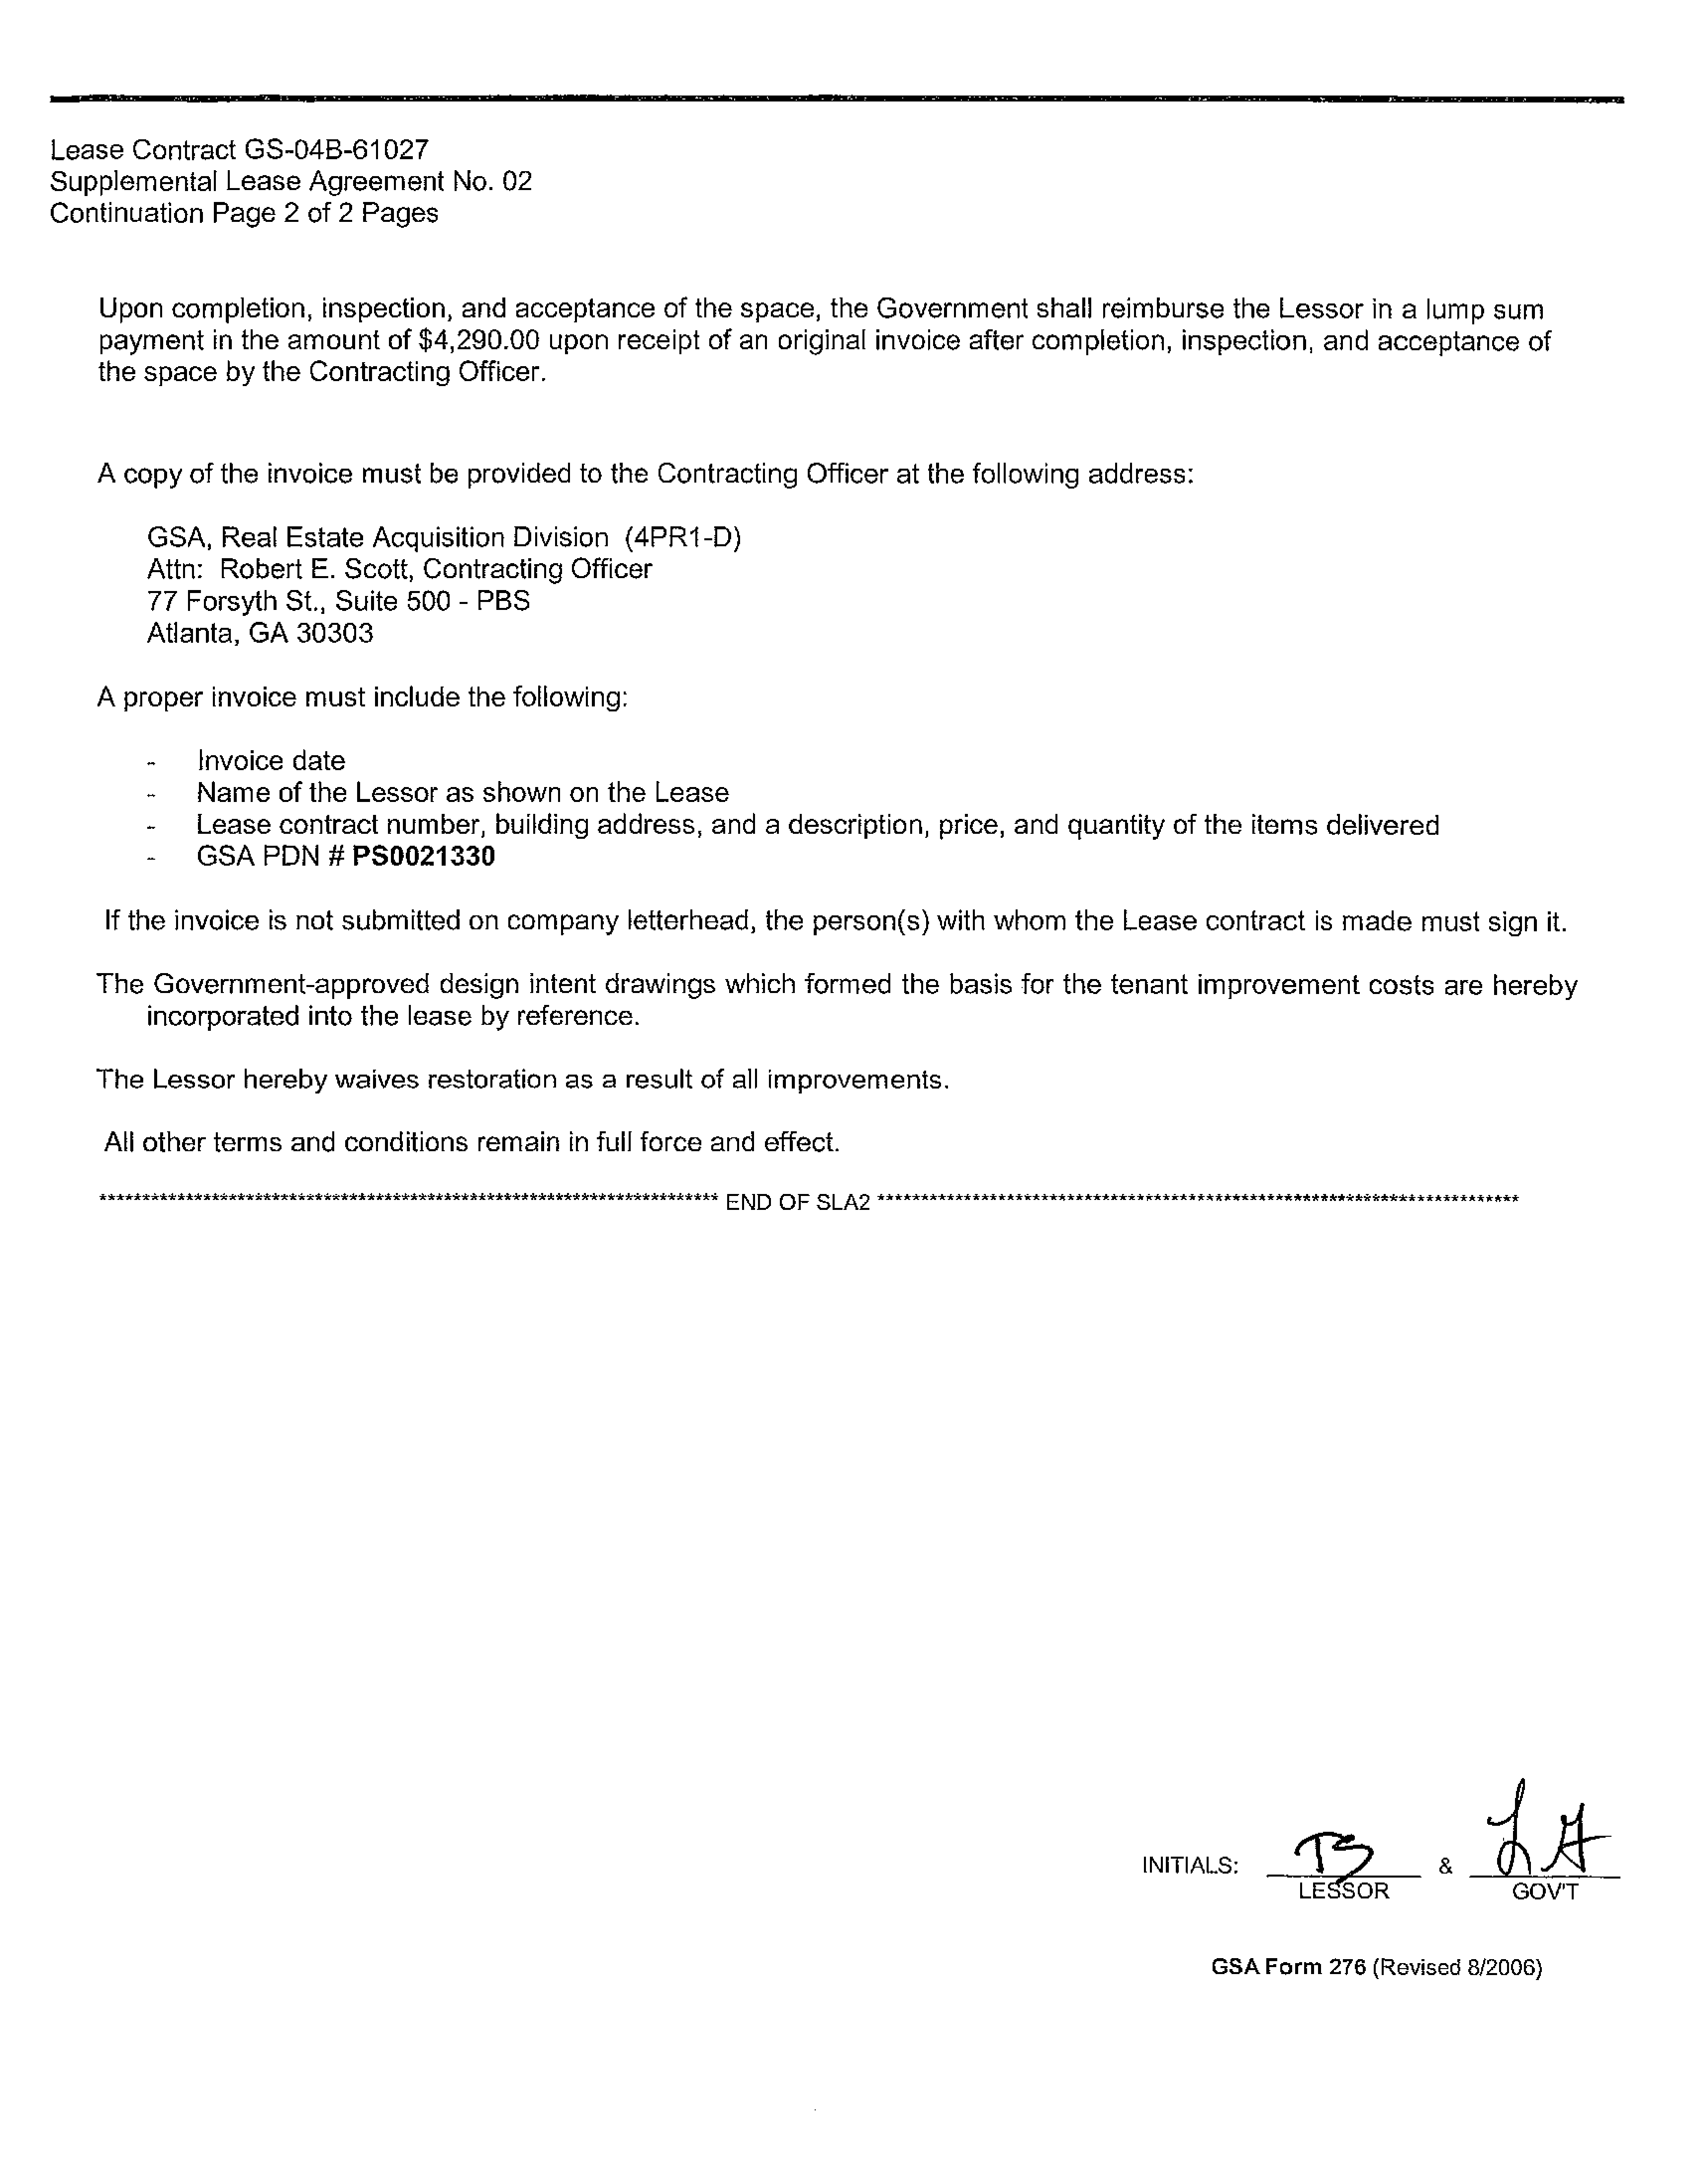 Lease Contract GS-04B-61027
Supplemental Lease Agreement No. 02
Continuation Page 2 of 2 Pages
Upon completion, inspection, and acceptance of the space, the Government shall reimburse the Lessor in a lump sum
payment in the amount of $4,290.00 upon receipt of an original invoice after completion, inspection, and acceptance of
the space by the Contracting Officer.
A copy of the invoice must be provided to the Contracting Officer at the following address:
GSA, Real Estate Acquisition Division (4PR1-D)
Attn: Robert E. Scott, Contracting Officer
77 Forsyth St., Suite 500 - PBS
Atlanta, GA 30303
A proper invoice must include the following:
- Invoice date
- Name of the Lessor as shown on the Lease
- Lease contract number, building address, and a description, price, and quantity of the items delivered
- GSA PDN # PS0021330
If the invoice is not submitted on company letterhead, the person(s) with whom the Lease contract is made must sign it.
The Government-approved design intent drawings which formed the basis for the tenant improvement costs are hereby
incorporated into the lease by reference.
The Lessor hereby waives restoration as a result of all improvements.
All other terms and conditions remain in full force and effect.
************************************************************************ END OF SLA2 **************************************************************************
INITIALS: TS & LA
LESSOR GOV'T
GSA Form 276 (Revised 8/2006)